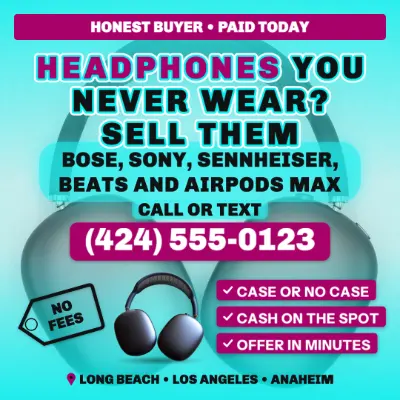 HONEST BUYER • PAID TODAY
HEADPHONES YOU
NEVER WEAR?
SELL THEM
BOSE, SONY, SENNHEISER,
BEATS AND AIRPODS MAX
CALL OR TEXT
(424) 555-0123
NO
FEES
✓ CASE OR NO CASE
✓ CASH ON THE SPOT
✓ OFFER IN MINUTES
LONG BEACH • LOS ANGELES • ANAHEIM